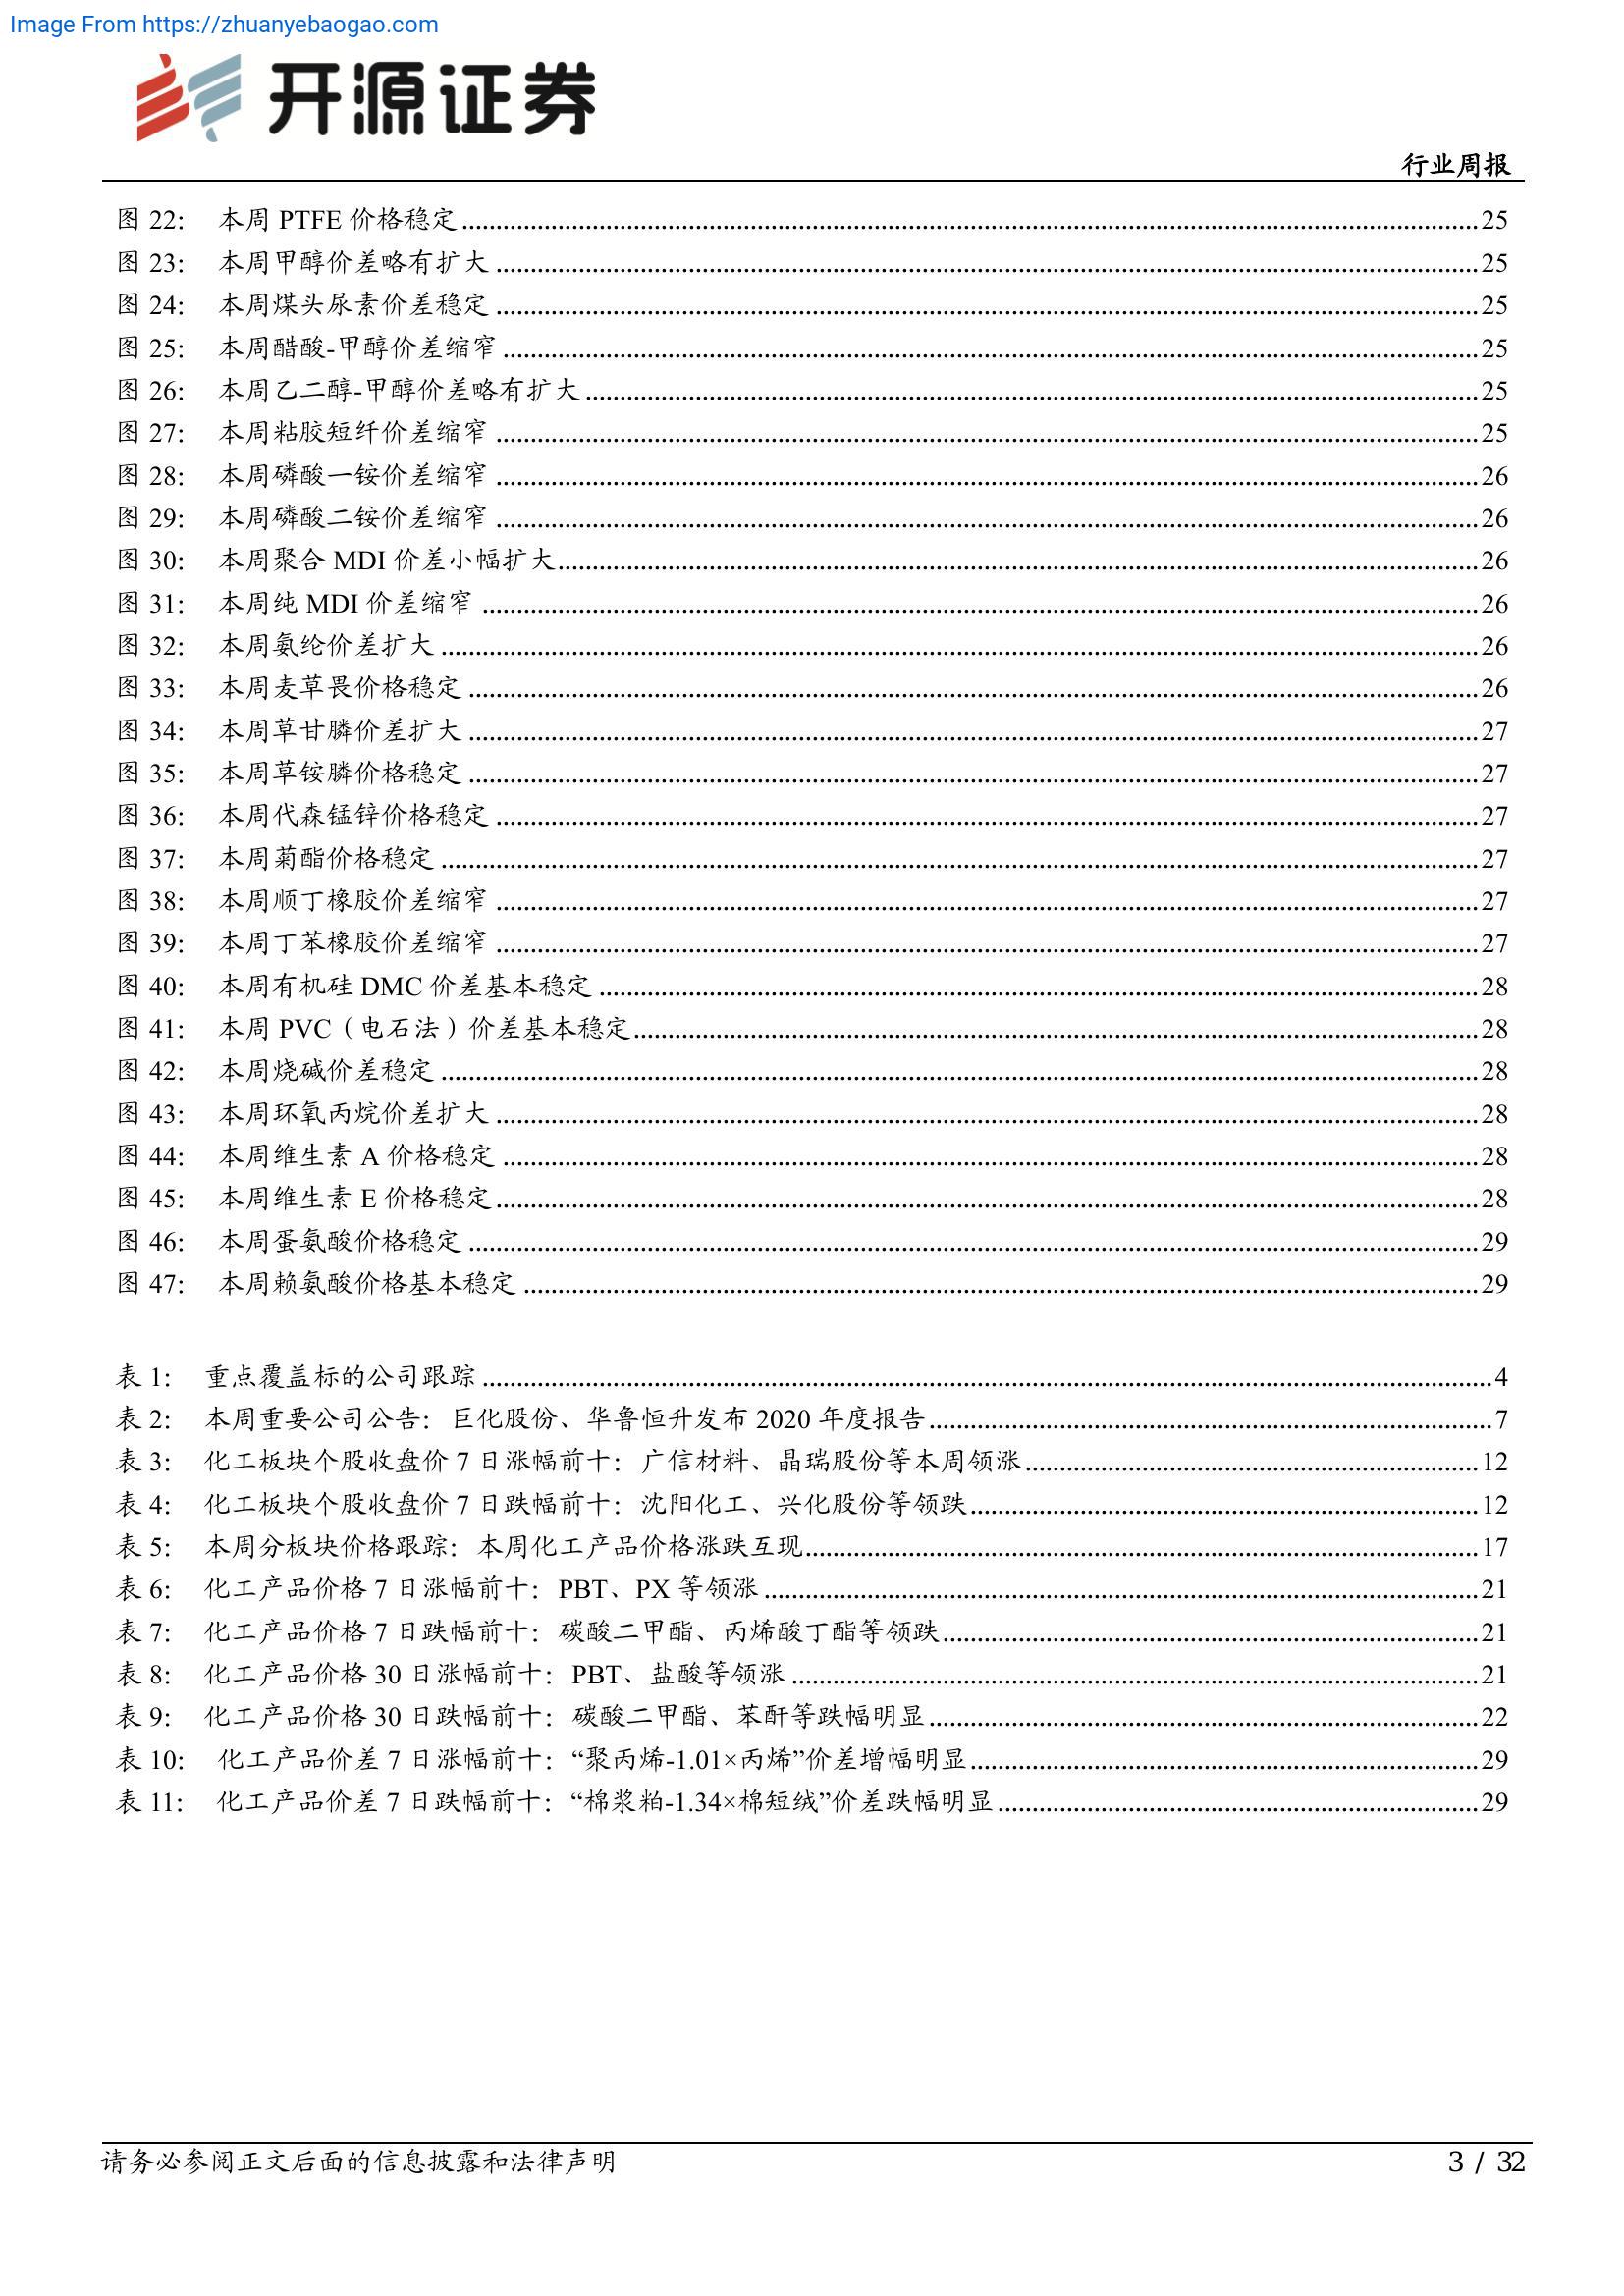 Image From https://zhuanyebaogao.com
开源证券
行业周报
图 22： 本周 PTFE 价格稳定 25
图 23： 本周甲醇价差略有扩大 25
图 24： 本周煤头尿素价差稳定 25
图 25： 本周醋酸-甲醇价差缩窄 25
图 26： 本周乙二醇-甲醇价差略有扩大 25
图 27： 本周粘胶短纤价差缩窄 25
图 28： 本周磷酸一铵价差缩窄 26
图 29： 本周磷酸二铵价差缩窄 26
图 30： 本周聚合 MDI 价差小幅扩大 26
图 31： 本周纯 MDI 价差缩窄 26
图 32： 本周氨纶价差扩大 26
图 33： 本周麦草畏价格稳定 26
图 34： 本周草甘膦价差扩大 27
图 35： 本周草铵膦价格稳定 27
图 36： 本周代森锰锌价格稳定 27
图 37： 本周菊酯价格稳定 27
图 38： 本周顺丁橡胶价差缩窄 27
图 39： 本周丁苯橡胶价差缩窄 27
图 40： 本周有机硅 DMC 价差基本稳定 28
图 41： 本周 PVC（电石法）价差基本稳定 28
图 42： 本周烧碱价差稳定 28
图 43： 本周环氧丙烷价差扩大 28
图 44： 本周维生素 A 价格稳定 28
图 45： 本周维生素 E 价格稳定 28
图 46： 本周蛋氨酸价格稳定 29
图 47： 本周赖氨酸价格基本稳定 29
表 1： 重点覆盖标的公司跟踪 4
表 2： 本周重要公司公告：巨化股份、华鲁恒升发布 2020 年度报告 7
表 3： 化工板块个股收盘价 7 日涨幅前十：广信材料、晶瑞股份等本周领涨 12
表 4： 化工板块个股收盘价 7 日跌幅前十：沈阳化工、兴化股份等领跌 12
表 5： 本周分板块价格跟踪：本周化工产品价格涨跌互现 17
表 6： 化工产品价格 7 日涨幅前十：PBT、PX 等领涨 21
表 7： 化工产品价格 7 日跌幅前十：碳酸二甲酯、丙烯酸丁酯等领跌 21
表 8： 化工产品价格 30 日涨幅前十：PBT、盐酸等领涨 21
表 9： 化工产品价格 30 日跌幅前十：碳酸二甲酯、苯酐等跌幅明显 22
表 10： 化工产品价差 7 日涨幅前十：“聚丙烯-1.01×丙烯”价差增幅明显 29
表 11： 化工产品价差 7 日跌幅前十：“棉浆粕-1.34×棉短绒”价差跌幅明显 29
请务必参阅正文后面的信息披露和法律声明 3 / 32